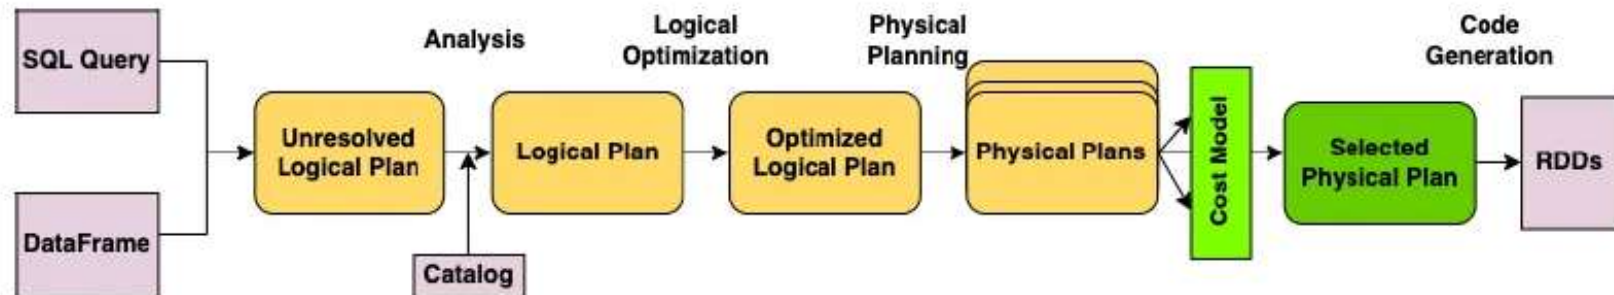 SQL Query
DataFrame
Unresolved
Logical Plan
Analysis
Catalog
Logical Plan
Logical
Optimization
Optimized
Logical Plan
Physical
Planning
Physical Plans
Cost Model
Selected
Physical Plan
Code
Generation
RDDs